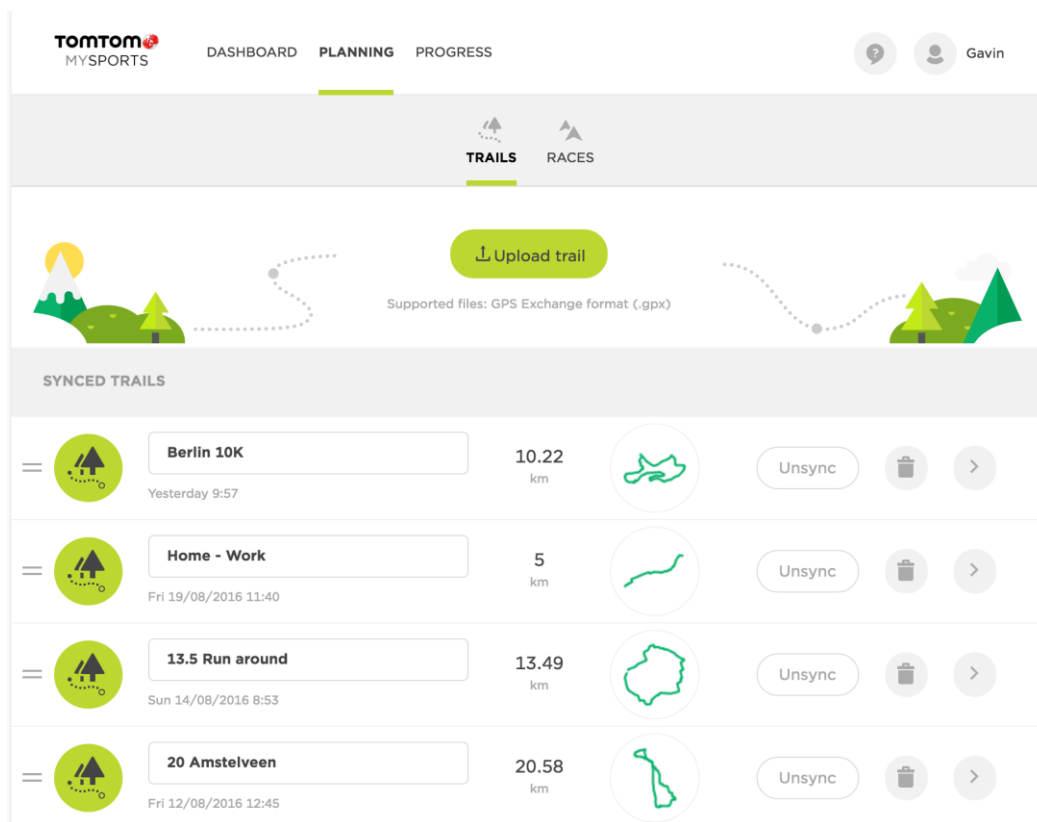 TOMTOM
MYSPORTS
DASHBOARD PLANNING PROGRESS
? Gavin
TRAILS RACES
Upload trail
Supported files: GPS Exchange format (.gpx)
SYNCED TRAILS
Berlin 10K
Yesterday 9:57
10.22
km
Unsync
Home - Work
Fri 19/08/2016 11:40
5
km
Unsync
13.5 Run around
Sun 14/08/2016 8:53
13.49
km
Unsync
20 Amstelveen
Fri 12/08/2016 12:45
20.58
km
Unsync